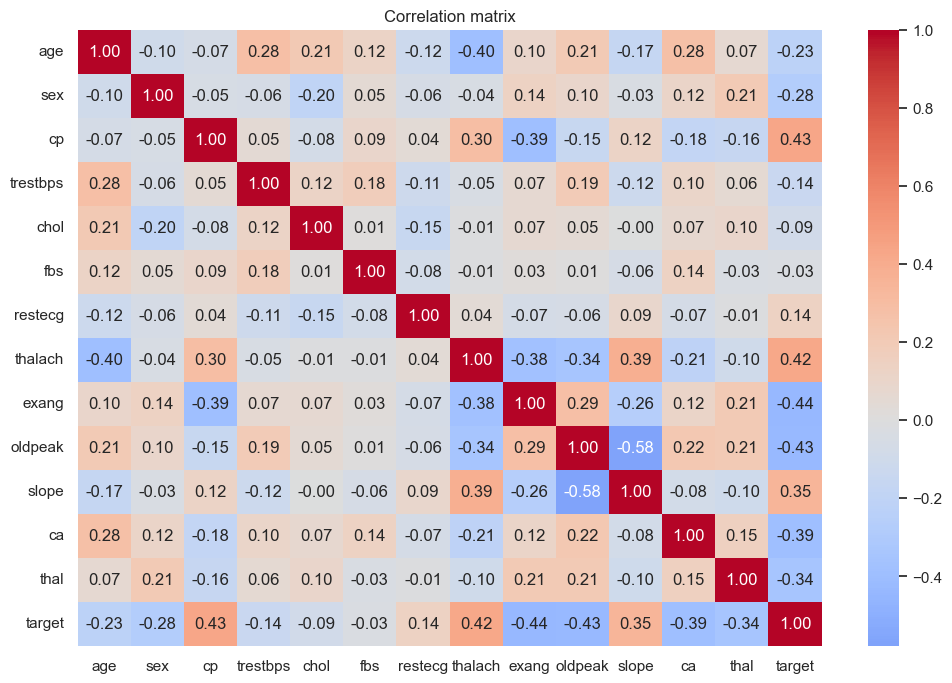 Correlation matrix
age 1.00 -0.10 -0.07 0.28 0.21 0.12 -0.12 -0.40 0.10 0.21 -0.17 0.28 0.07 -0.23
sex -0.10 1.00 -0.05 -0.06 -0.20 0.05 -0.06 -0.04 0.14 0.10 -0.03 0.12 0.21 -0.28
cp -0.07 -0.05 1.00 0.05 -0.08 0.09 0.04 0.30 -0.39 -0.15 0.12 -0.18 -0.16 0.43
trestbps 0.28 -0.06 0.05 1.00 0.12 0.18 -0.11 -0.05 0.07 0.19 -0.12 0.10 0.06 -0.14
chol 0.21 -0.20 -0.08 0.12 1.00 0.01 -0.15 -0.01 0.07 0.05 -0.00 0.07 0.10 -0.09
fbs 0.12 0.05 0.09 0.18 0.01 1.00 -0.08 -0.01 0.03 0.01 -0.06 0.14 -0.03 -0.03
restecg -0.12 -0.06 0.04 -0.11 -0.15 -0.08 1.00 0.04 -0.07 -0.06 0.09 -0.07 -0.01 0.14
thalach -0.40 -0.04 0.30 -0.05 -0.01 -0.01 0.04 1.00 -0.38 -0.34 0.39 -0.21 -0.10 0.42
exang 0.10 0.14 -0.39 0.07 0.07 0.03 -0.07 -0.38 1.00 0.29 -0.26 0.12 0.21 -0.44
oldpeak 0.21 0.10 -0.15 0.19 0.05 0.01 -0.06 -0.34 0.29 1.00 -0.58 0.22 0.21 -0.43
slope -0.17 -0.03 0.12 -0.12 -0.00 -0.06 0.09 0.39 -0.26 -0.58 1.00 -0.08 -0.10 0.35
ca 0.28 0.12 -0.18 0.10 0.07 0.14 -0.07 -0.21 0.12 0.22 -0.08 1.00 0.15 -0.39
thal 0.07 0.21 -0.16 0.06 0.10 -0.03 -0.01 -0.10 0.21 0.21 -0.10 0.15 1.00 -0.34
target -0.23 -0.28 0.43 -0.14 -0.09 -0.03 0.14 0.42 -0.44 -0.43 0.35 -0.39 -0.34 1.00
age sex cp trestbps chol fbs restecg thalach exang oldpeak slope ca thal target
1.0
0.8
0.6
0.4
0.2
0.0
−0.2
−0.4